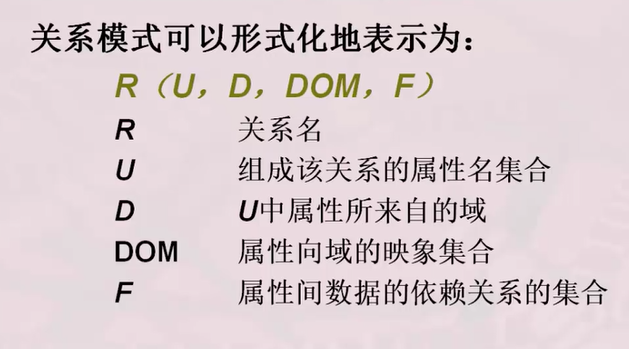 关系模式可以形式化地表示为：
R（U，D，DOM，F）
R 关系名
U 组成该关系的属性名集合
D U中属性所来自的域
DOM 属性向域的映象集合
F 属性间数据的依赖关系的集合